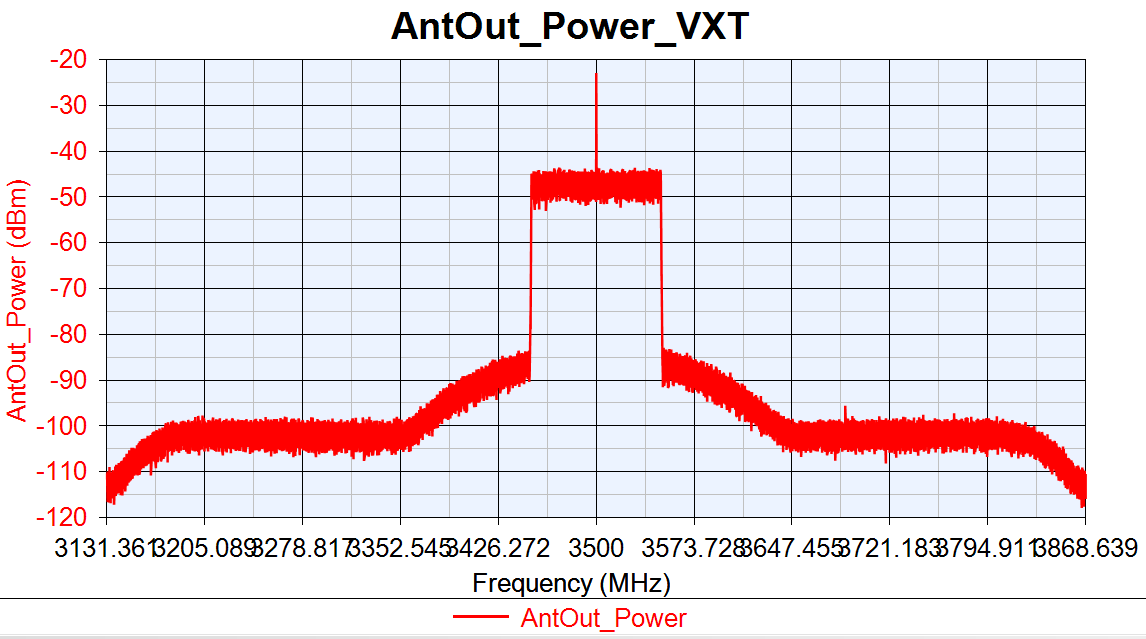 AntOut_Power_VXT
-20
-30
-40
-50
-60
-70
-80
-90
-100
-110
-120
AntOut_Power (dBm)
3131.361 3205.089 3278.817 3352.545 3426.272 3500 3573.728 3647.455 3721.183 3794.911 3868.639
Frequency (MHz)
AntOut_Power